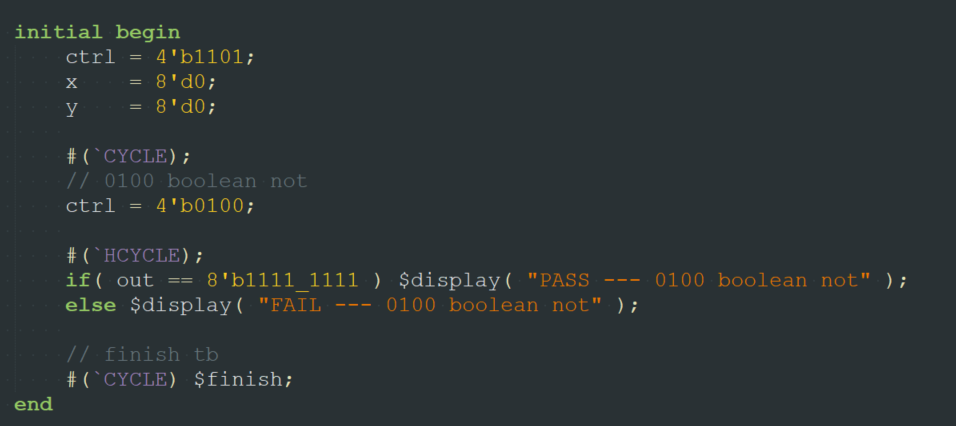 initial begin
ctrl = 4'b1101;
x = 8'd0;
y = 8'd0;
#(`CYCLE);
// 0100 boolean not
ctrl = 4'b0100;
#(`HCYCLE);
if( out == 8'b1111_1111 ) $display( "PASS --- 0100 boolean not" );
else $display( "FAIL --- 0100 boolean not" );
// finish tb
#(`CYCLE) $finish;
end